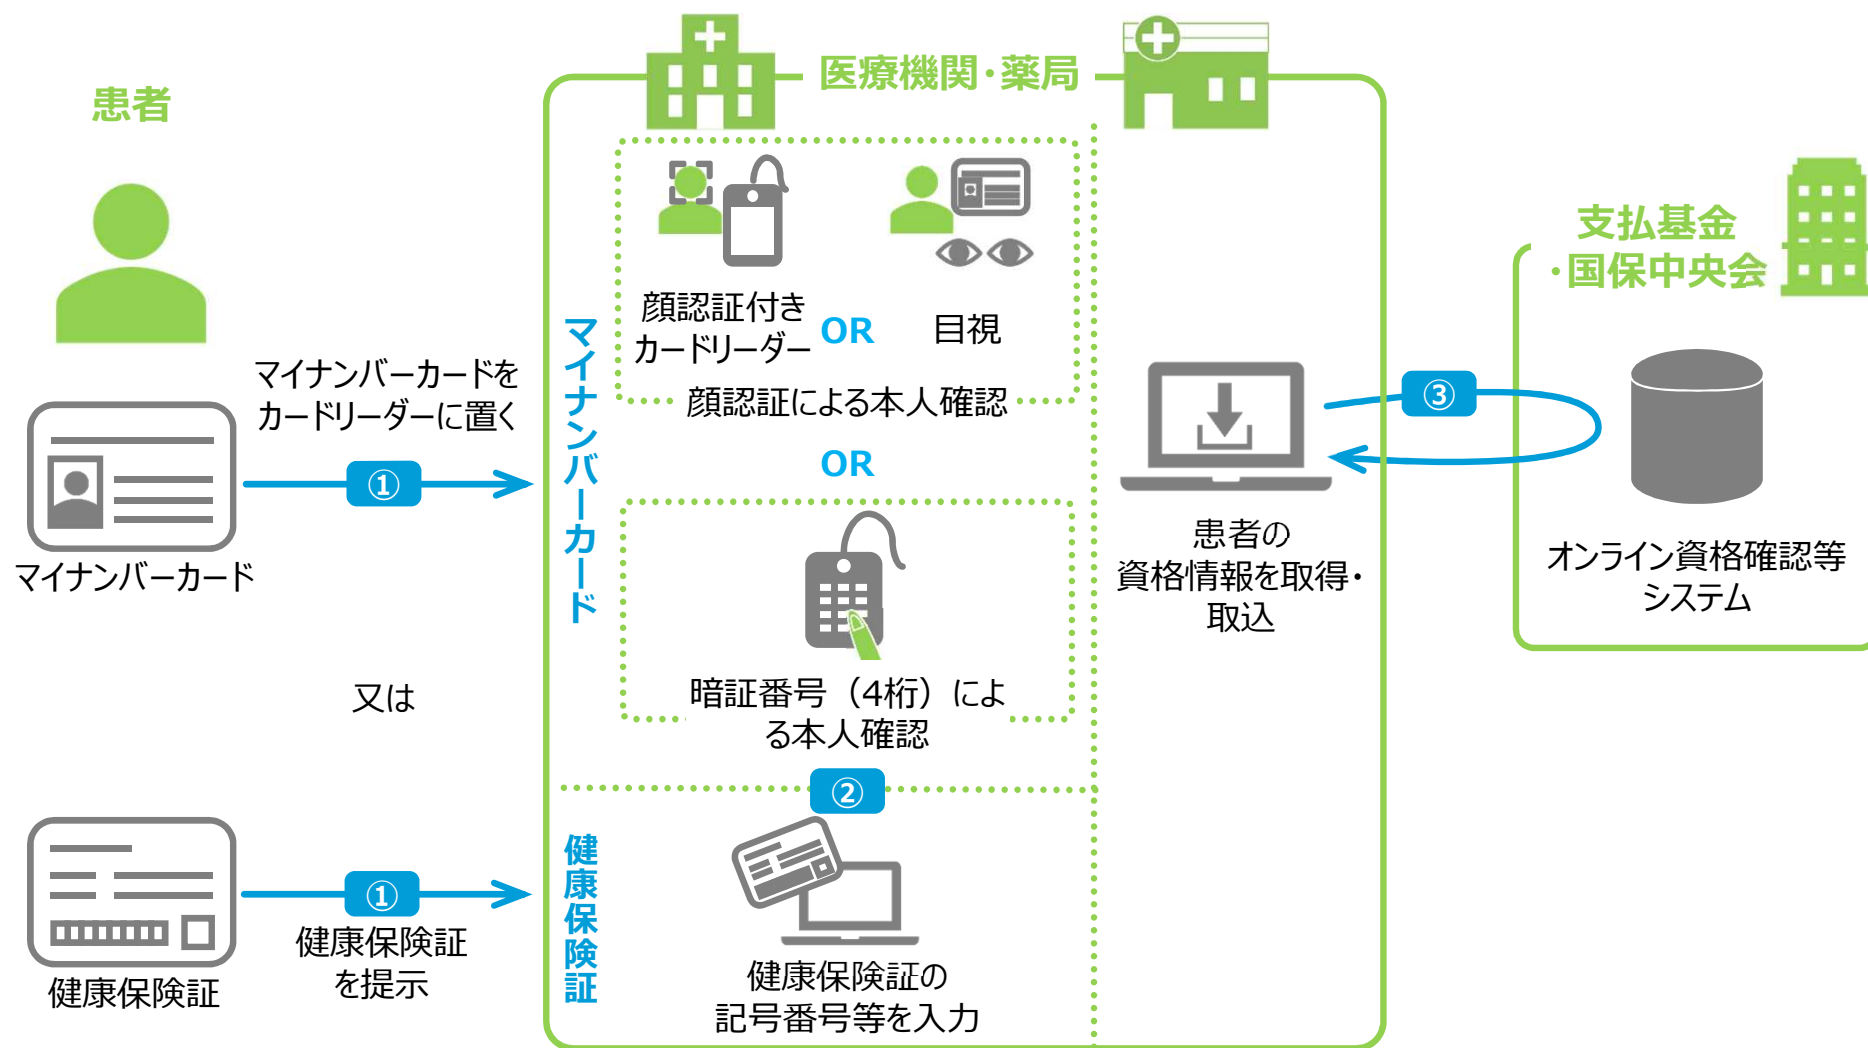 患者
マイナンバーカードを
カードリーダーに置く
①
マイナンバーカード
又は
①
健康保険証
を提示
健康保険証
医療機関・薬局
マイナンバーカード
顔認証付き
カードリーダー
OR
目視
顔認証による本人確認
OR
暗証番号（4桁）によ
る本人確認
②
健康保険証
健康保険証の
記号番号等を入力
患者の
資格情報を取得・
取込
③
支払基金
・国保中央会
オンライン資格確認等
システム